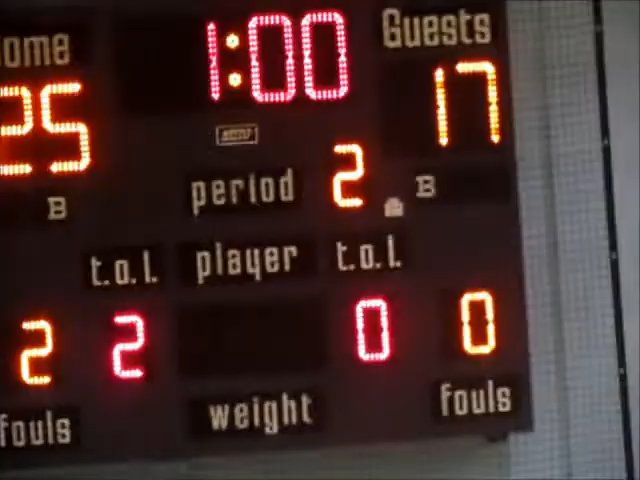 ome 1:00 Guests
25 17
period 2
B B
t.o.l. player t.o.l.
2 2 0 0
fouls weight fouls